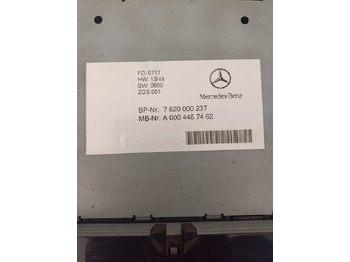 FD: 0717
HW: 13/45
SW: 2600
ZGS:001
Mercedes-Benz
BP-Nr. 7 620 000 237
MB-Nr. A 000 446 74 62